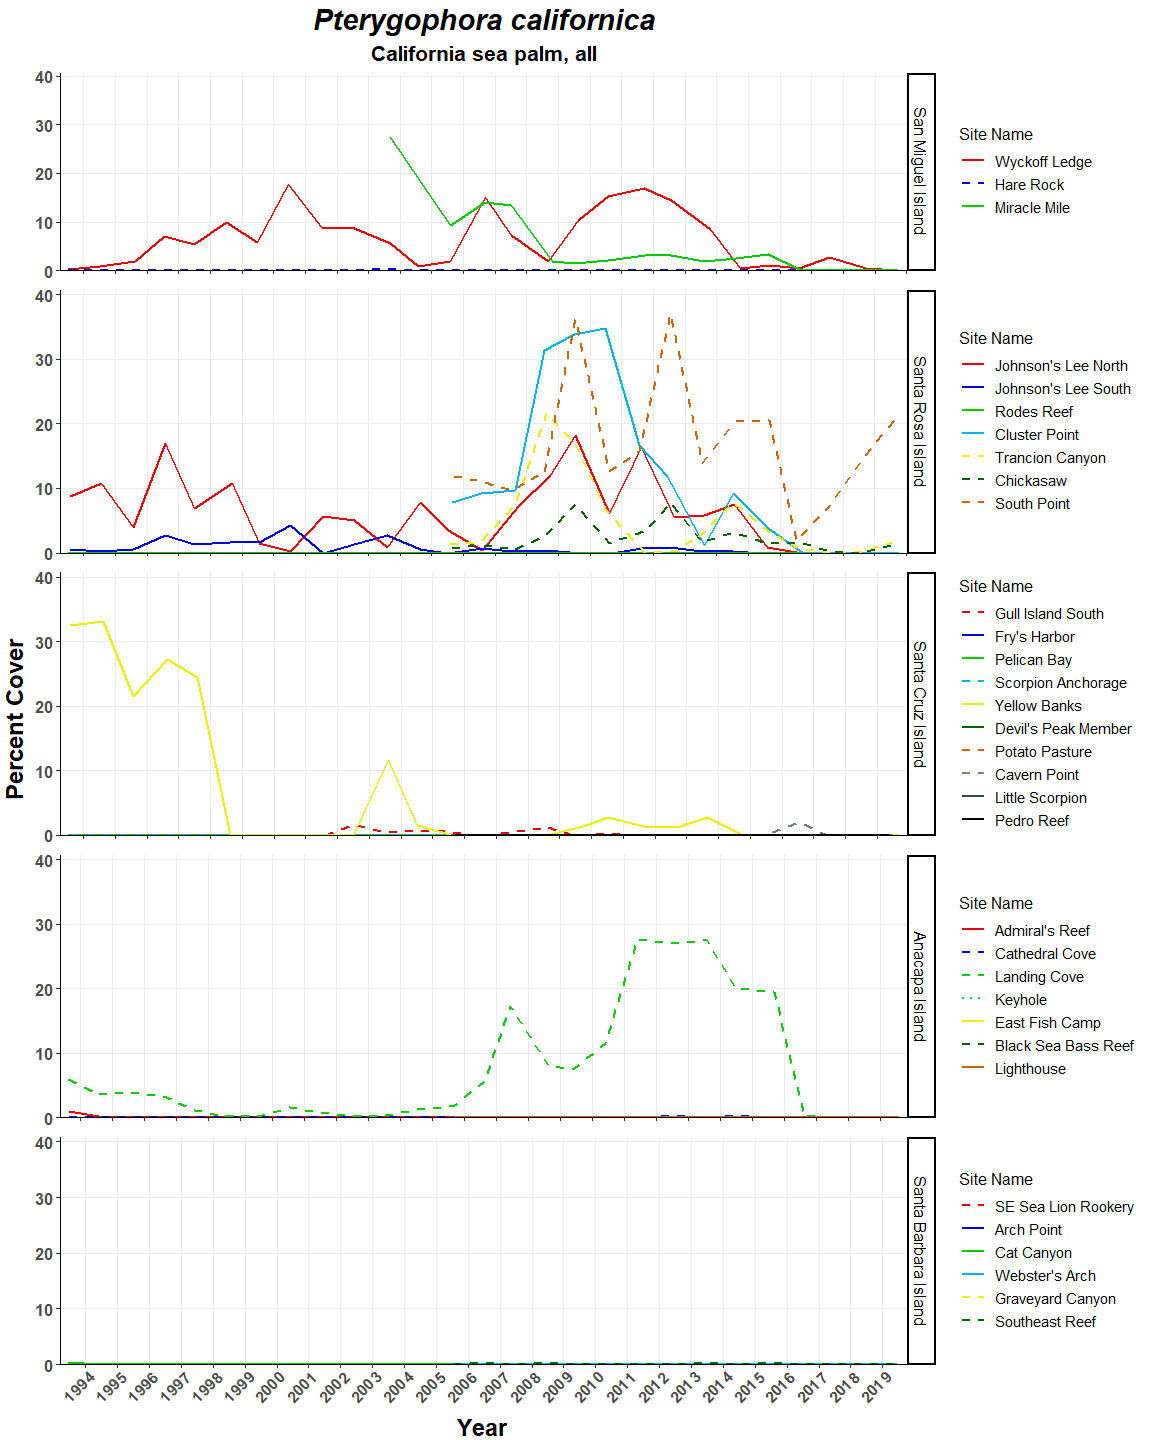 Pterygophora californica
California sea palm, all
40
30
20
10
0
San Miguel Island
Site Name
Wyckoff Ledge
Hare Rock
Miracle Mile
40
30
20
10
0
Santa Rosa Island
Site Name
Johnson's Lee North
Johnson's Lee South
Rodes Reef
Cluster Point
Trancion Canyon
Chickasaw
South Point
Percent Cover
40
30
20
10
0
Santa Cruz Island
Site Name
Gull Island South
Fry's Harbor
Pelican Bay
Scorpion Anchorage
Yellow Banks
Devil's Peak Member
Potato Pasture
Cavern Point
Little Scorpion
Pedro Reef
40
30
20
10
0
Anacapa Island
Site Name
Admiral's Reef
Cathedral Cove
Landing Cove
Keyhole
East Fish Camp
Black Sea Bass Reef
Lighthouse
40
30
20
10
0
Santa Barbara Island
Site Name
SE Sea Lion Rookery
Arch Point
Cat Canyon
Webster's Arch
Graveyard Canyon
Southeast Reef
1994 1995 1996 1997 1998 1999 2000 2001 2002 2003 2004 2005 2006 2007 2008 2009 2010 2011 2012 2013 2014 2015 2016 2017 2018 2019
Year